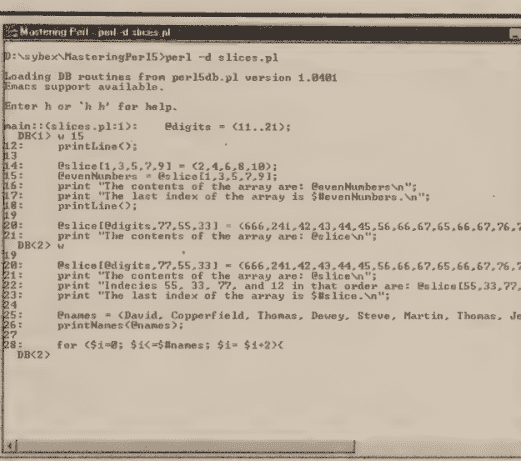 Mastering Perl - perl -d slices.pl
D:\sybex\MasteringPerl5>perl -d slices.pl
Loading DB routines from perl5db.pl version 1.0401
Emacs support available.
Enter h or `h h' for help.
main::(slices.pl:1):    @digits = (11..21);
  DB<1> w 15
12:     printLine();
13
14:     @slice[1,3,5,7,9] = (2,4,6,8,10);
15:     @evenNumbers = @slice[1,3,5,7,9];
16:     print "The contents of the array are: @evenNumbers\n";
17:     print "The last index of the array is $#evenNumbers.\n";
18:     printLine();
19
20:     @slice[@digits,77,55,33] = (666,241,42,43,44,45,56,66,67,65,66,67,76,7
21:     print "The contents of the array are: @slice\n";
  DB<2> w
19
20:     @slice[@digits,77,55,33] = (666,241,42,43,44,45,56,66,67,65,66,67,76,7
21:     print "The contents of the array are: @slice\n";
22:     print "Indecies 55, 33, 77, and 12 in that order are: @slice[55,33,77,
23:     print "The last index of the array is $#slice.\n";
24
25:     @names = (David, Copperfield, Thomas, Dewey, Steve, Martin, Thomas, Je
26:     printNames(@names);
27
28:     for ($i=0; $i<=$#names; $i= $i+2){
  DB<2>